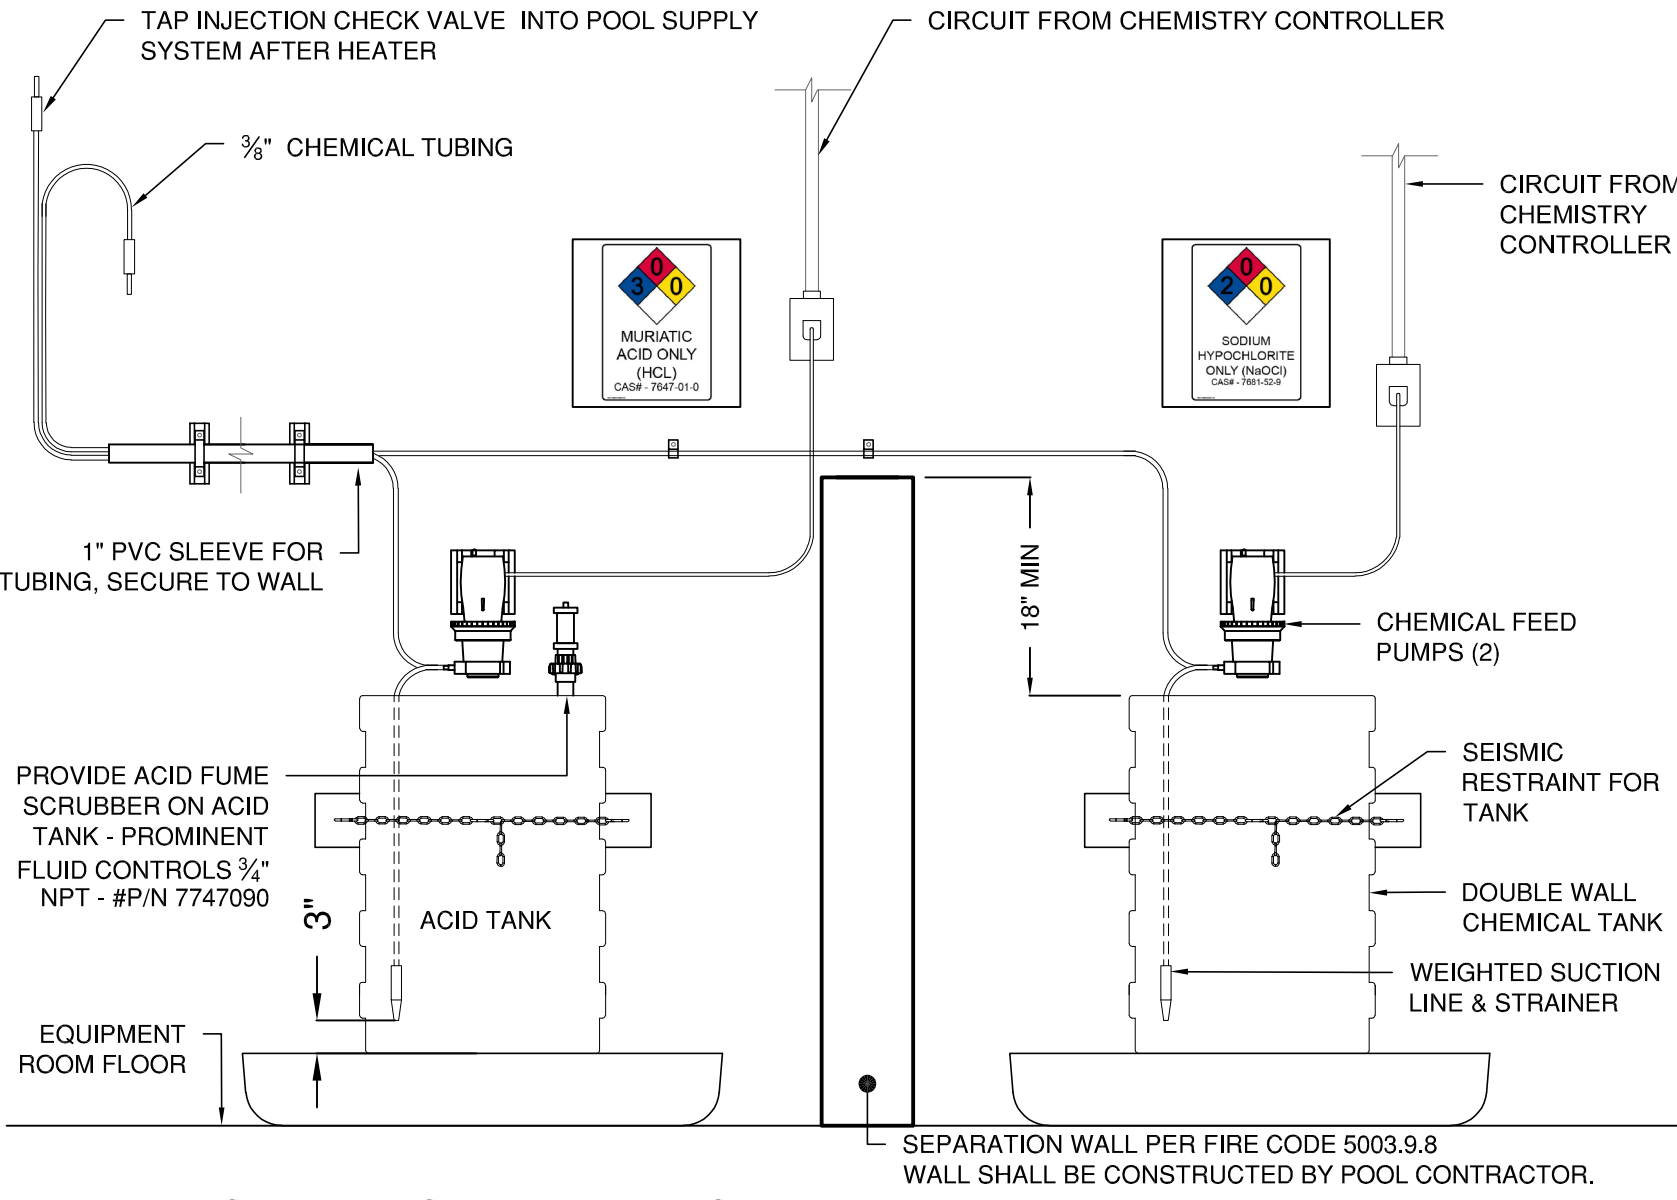 TAP INJECTION CHECK VALVE INTO POOL SUPPLY
SYSTEM AFTER HEATER
CIRCUIT FROM CHEMISTRY CONTROLLER
3/8" CHEMICAL TUBING
CIRCUIT FROM
CHEMISTRY
CONTROLLER
0
3 0
MURIATIC
ACID ONLY
(HCL)
CAS# - 7647-01-0
0
2 0
SODIUM
HYPOCHLORITE
ONLY (NaOCl)
CAS# - 7681-52-9
1" PVC SLEEVE FOR
TUBING, SECURE TO WALL
18" MIN
CHEMICAL FEED
PUMPS (2)
PROVIDE ACID FUME
SCRUBBER ON ACID
TANK - PROMINENT
FLUID CONTROLS 3/4"
NPT - #P/N 7747090
SEISMIC
RESTRAINT FOR
TANK
3"
ACID TANK
DOUBLE WALL
CHEMICAL TANK
WEIGHTED SUCTION
LINE & STRAINER
EQUIPMENT
ROOM FLOOR
SEPARATION WALL PER FIRE CODE 5003.9.8
WALL SHALL BE CONSTRUCTED BY POOL CONTRACTOR.